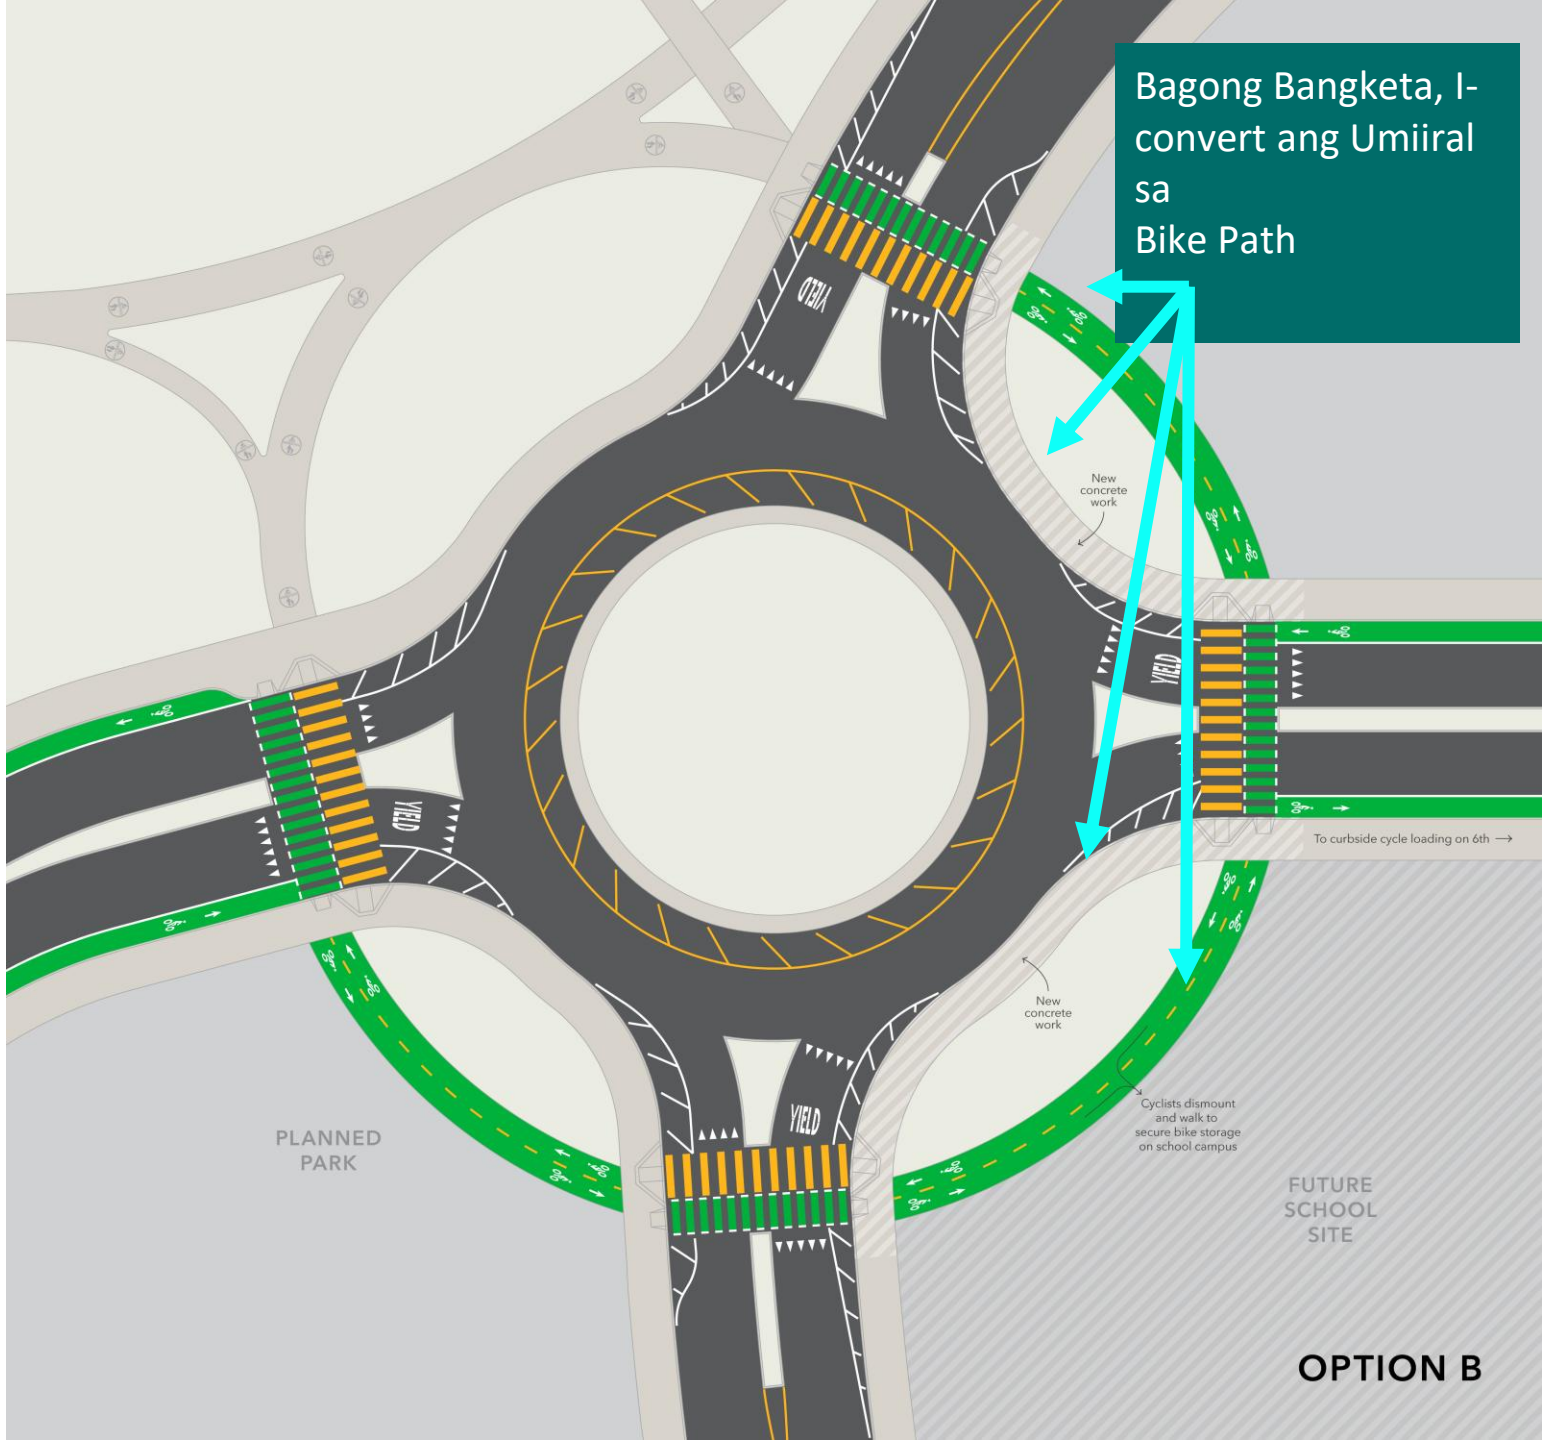 Bagong Bangketa, I-
convert ang Umiiral
sa
Bike Path
YIELD
New
concrete
work
YIELD
YIELD
To curbside cycle loading on 6th →
New
concrete
work
YIELD
Cyclists dismount
and walk to
secure bike storage
on school campus
PLANNED
PARK
FUTURE
SCHOOL
SITE
OPTION B